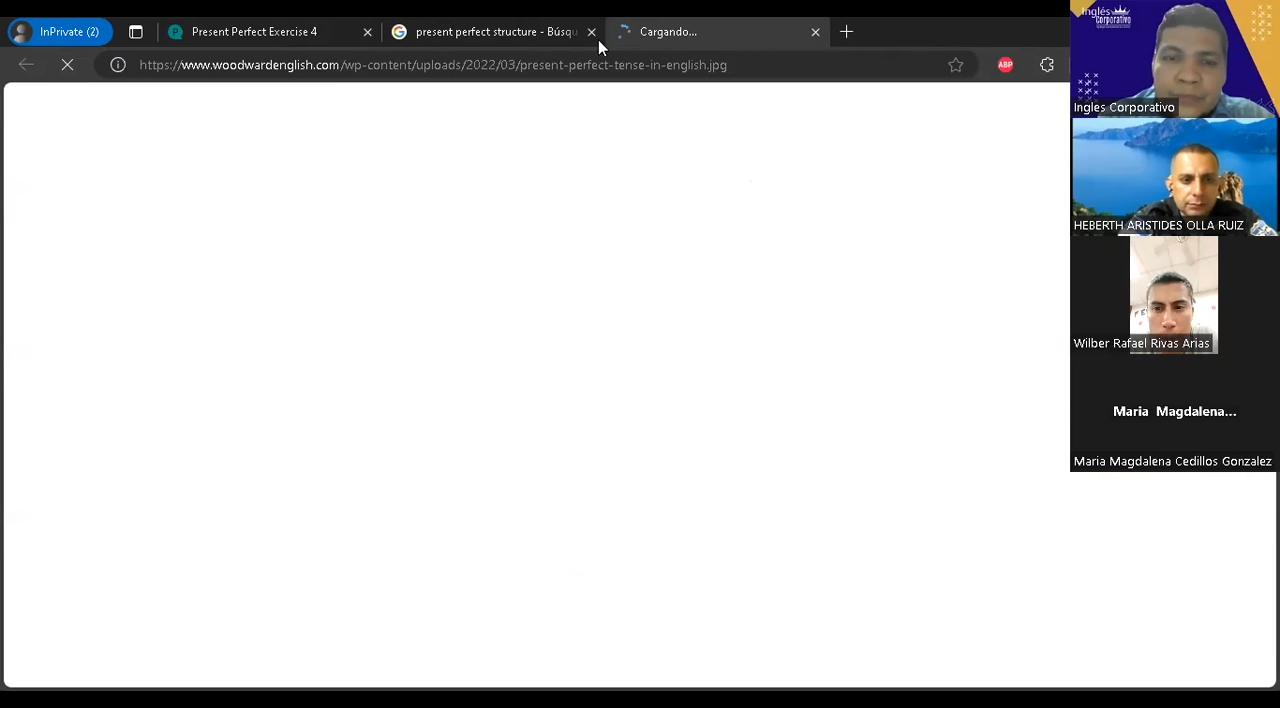 InPrivate (2)
Present Perfect Exercise 4
present perfect structure - Búsqu
Cargando...
https://www.woodwardenglish.com/wp-content/uploads/2022/03/present-perfect-tense-in-english.jpg
ABP
Inglés
Corporativo
Ingles Corporativo
HEBERTH ARISTIDES OLLA RUIZ
Wilber Rafael Rivas Arias
Maria Magdalena...
Maria Magdalena Cedillos Gonzalez